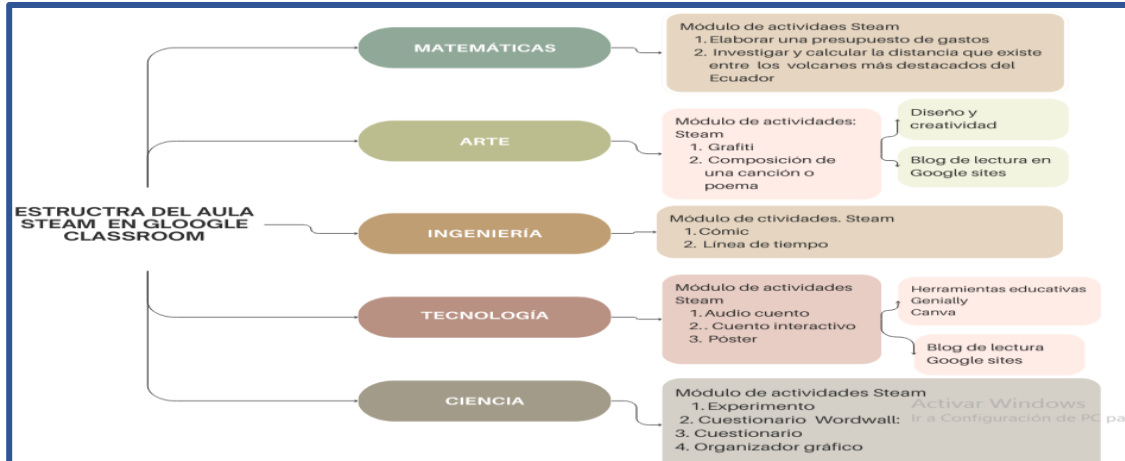 ESTRUCTRA DEL AULA
STEAM EN GLOOGLE
CLASSROOM
MATEMÁTICAS
Módulo de actividaes Steam
1. Elaborar una presupuesto de gastos
2. Investigar y calcular la distancia que existe
entre los volcanes más destacados del
Ecuador
ARTE
Módulo de actividades:
Steam
1. Grafiti
2. Composición de
una canción o
poema
Diseño y
creatividad
Blog de lectura en
Google sites
INGENIERÍA
Módulo de ctividades. Steam
1. Cómic
2. Línea de tiempo
TECNOLOGÍA
Módulo de actividades
Steam
1. Audio cuento
2.. Cuento interactivo
3. Póster
Herramientas educativas
Genially
Canva
Blog de lectura
Google sites
CIENCIA
Módulo de actividades Steam
1. Experimento
2. Cuestionario Wordwall:
3. Cuestionario
4. Organizador gráfico
Activar Windows
Ir a Configuración de PC pa